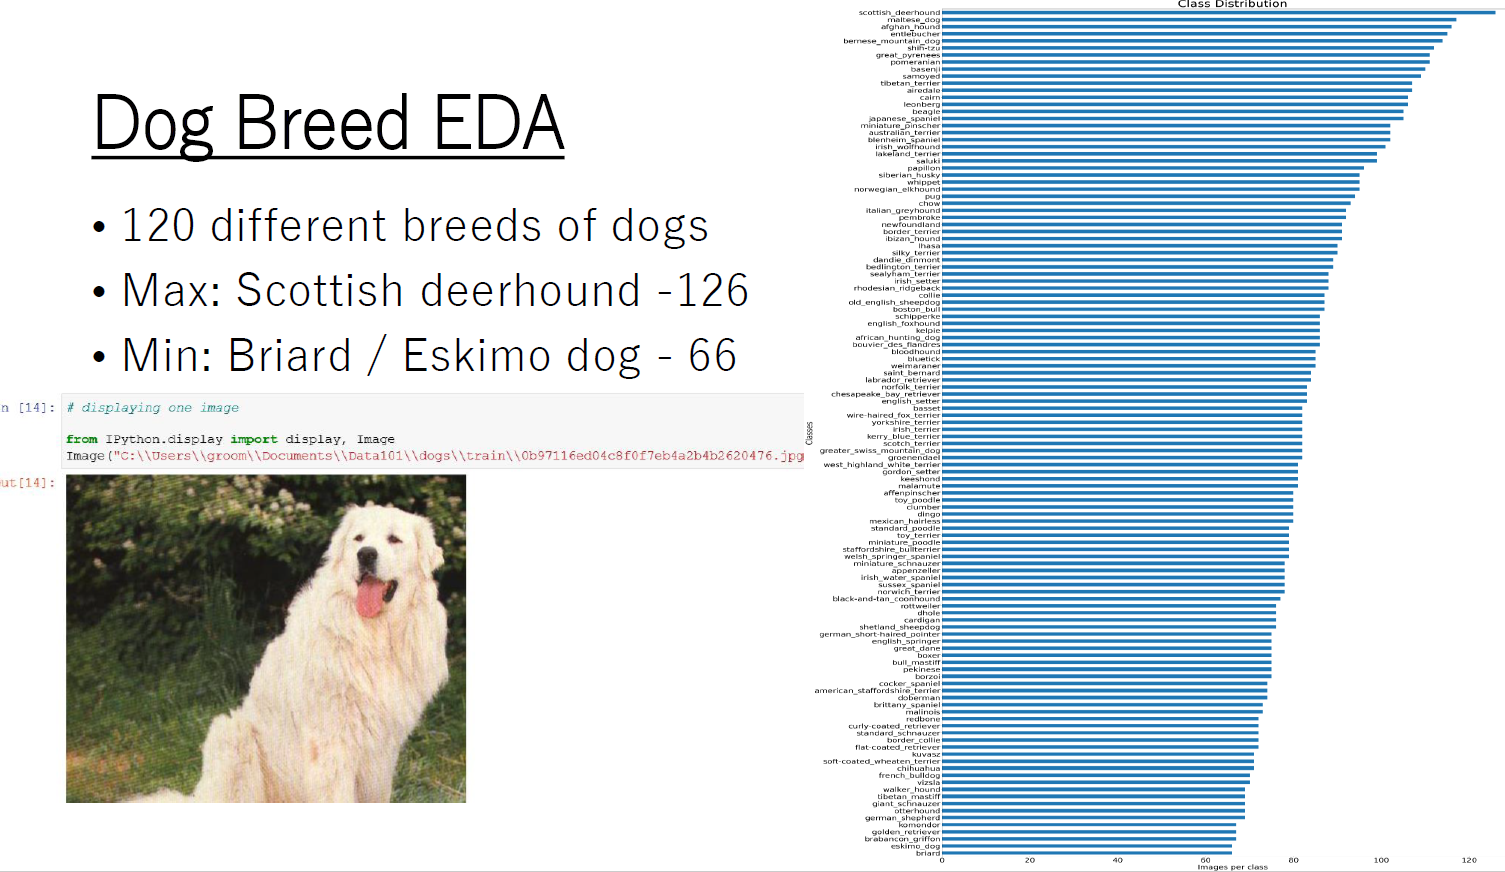 Dog Breed EDA
• 120 different breeds of dogs
• Max: Scottish deerhound -126
• Min: Briard / Eskimo dog - 66
n [14]:
# displaying one image
from IPython.display import display, Image
Image("C:\\Users\\groom\\Documents\\Data101\\dogs\\train\\0b97116ed04c8f0f7eb4a2b4b2620476.jpg
ut[14]:
Class Distribution
Classes
scottish_deerhound
maltese_dog
afghan_hound
entlebucher
bernese_mountain_dog
shih-tzu
great_pyrenees
pomeranian
basenji
samoyed
tibetan_terrier
airedale
cairn
leonberg
beagle
japanese_spaniel
miniature_pinscher
australian_terrier
blenheim_spaniel
irish_wolfhound
lakeland_terrier
saluki
papillon
siberian_husky
whippet
norwegian_elkhound
pug
chow
italian_greyhound
pembroke
newfoundland
border_terrier
ibizan_hound
lhasa
silky_terrier
dandie_dinmont
bedlington_terrier
sealyham_terrier
irish_setter
rhodesian_ridgeback
collie
old_english_sheepdog
boston_bull
schipperke
english_foxhound
kelpie
african_hunting_dog
bouvier_des_flandres
bloodhound
bluetick
weimaraner
saint_bernard
labrador_retriever
norfolk_terrier
chesapeake_bay_retriever
english_setter
basset
wire-haired_fox_terrier
yorkshire_terrier
irish_terrier
kerry_blue_terrier
scotch_terrier
greater_swiss_mountain_dog
groenendael
west_highland_white_terrier
gordon_setter
keeshond
malamute
affenpinscher
toy_poodle
clumber
dingo
mexican_hairless
standard_poodle
toy_terrier
miniature_poodle
staffordshire_bullterrier
welsh_springer_spaniel
miniature_schnauzer
appenzeller
irish_water_spaniel
sussex_spaniel
norwich_terrier
black-and-tan_coonhound
rottweiler
dhole
cardigan
shetland_sheepdog
german_short-haired_pointer
english_springer
great_dane
boxer
bull_mastiff
pekinese
borzoi
cocker_spaniel
american_staffordshire_terrier
doberman
brittany_spaniel
malinois
redbone
curly-coated_retriever
standard_schnauzer
border_collie
flat-coated_retriever
kuvasz
soft-coated_wheaten_terrier
chihuahua
french_bulldog
vizsla
walker_hound
tibetan_mastiff
giant_schnauzer
otterhound
german_shepherd
komondor
golden_retriever
brabancon_griffon
eskimo_dog
briard
0 20 40 60 80 100 120
Images per class